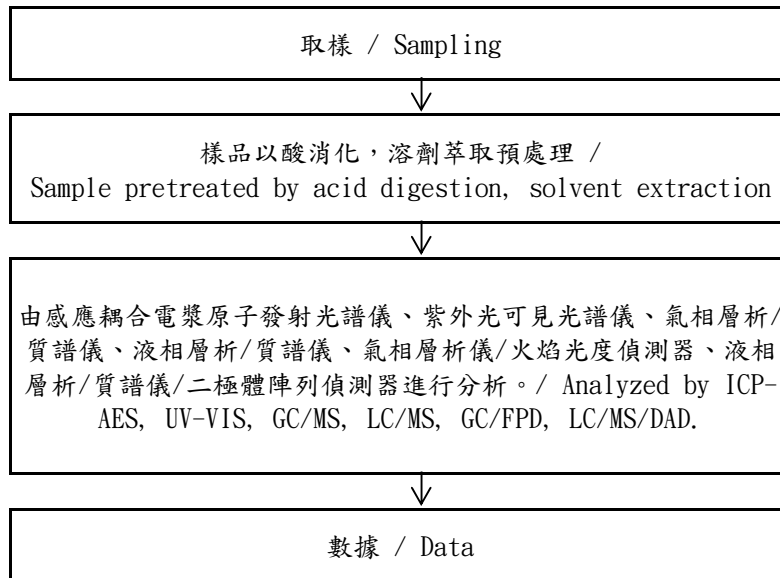 取樣 / Sampling
樣品以酸消化，溶劑萃取預處理 /
Sample pretreated by acid digestion, solvent extraction
由感應耦合電漿原子發射光譜儀、紫外光可見光譜儀、氣相層析/
質譜儀、液相層析/質譜儀、氣相層析儀/火焰光度偵測器、液相
層析/質譜儀/二極體陣列偵測器進行分析。/ Analyzed by ICP-
AES, UV-VIS, GC/MS, LC/MS, GC/FPD, LC/MS/DAD.
數據 / Data